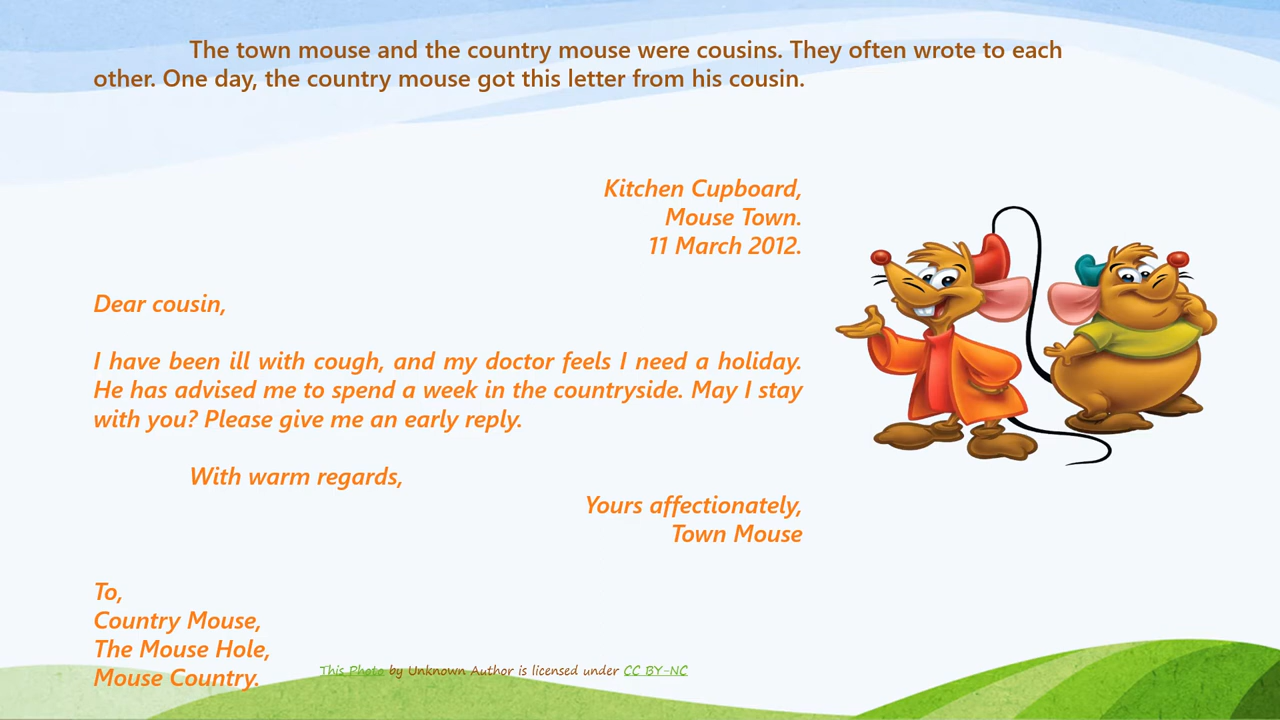 The town mouse and the country mouse were cousins. They often wrote to each
other. One day, the country mouse got this letter from his cousin.
Kitchen Cupboard,
Mouse Town.
11 March 2012.
Dear cousin,
I have been ill with cough, and my doctor feels I need a holiday.
He has advised me to spend a week in the countryside. May I stay
with you? Please give me an early reply.
With warm regards,
Yours affectionately,
Town Mouse
To,
Country Mouse,
The Mouse Hole,
Mouse Country.
This Photo by Unknown Author is licensed under CC BY-NC